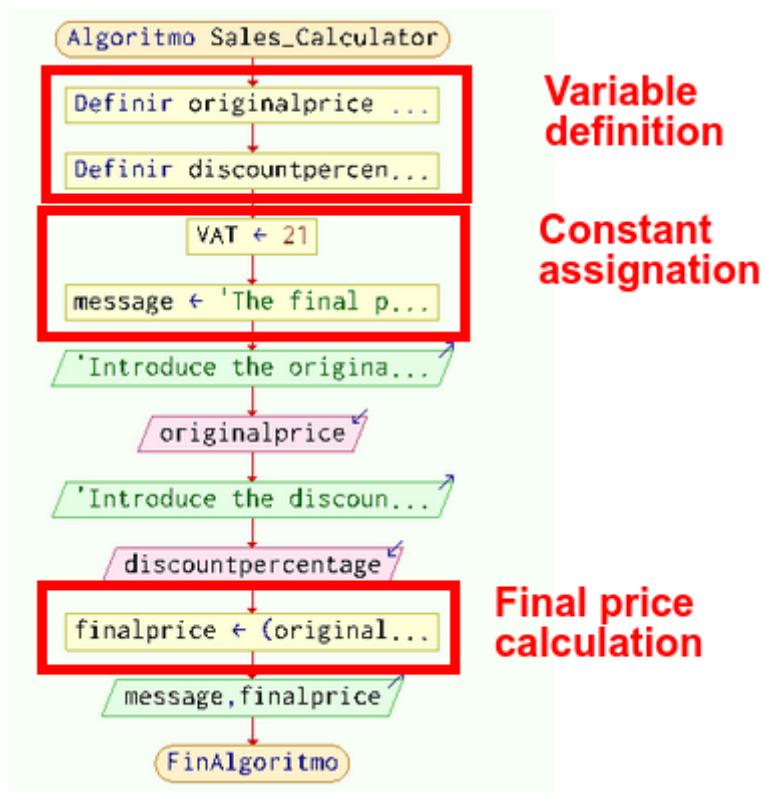 Algoritmo Sales_Calculator
Definir originalprice ...
Variable
definition
Definir discountpercen...
VAT ← 21
Constant
assignation
message ← 'The final p...
'Introduce the origina...
originalprice
'Introduce the discoun...
discountpercentage
finalprice ← (original...
Final price
calculation
message,finalprice
FinAlgoritmo